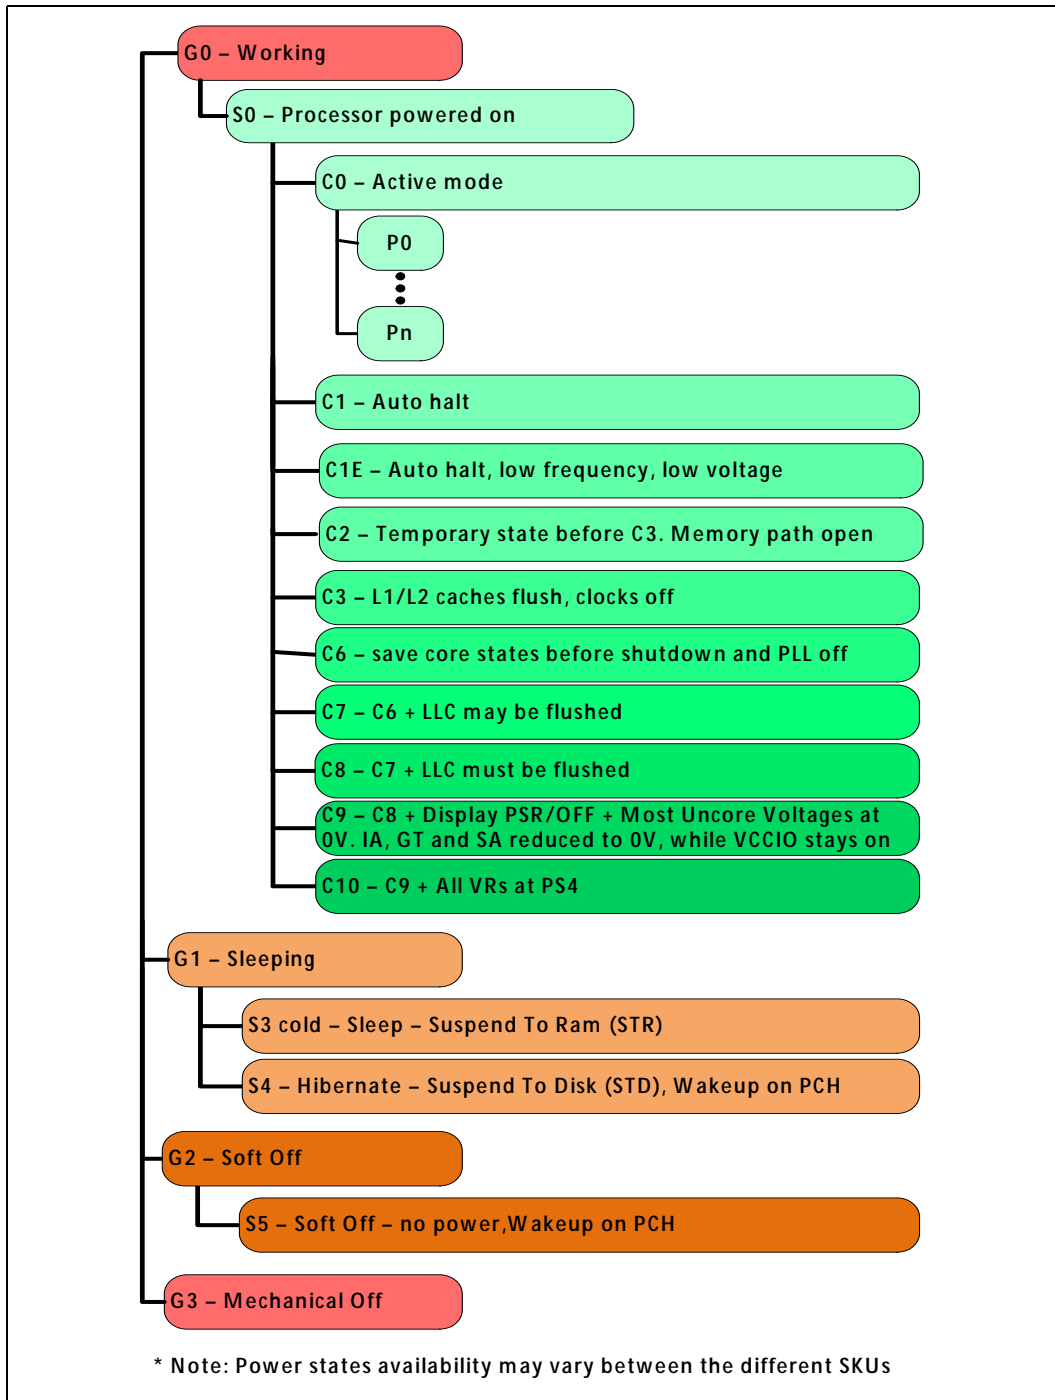 G0 – Working
S0 – Processor powered on
C0 – Active mode
P0
Pn
C1 – Auto halt
C1E – Auto halt, low frequency, low voltage
C2 – Temporary state before C3. Memory path open
C3 – L1/L2 caches flush, clocks off
C6 – save core states before shutdown and PLL off
C7 – C6 + LLC may be flushed
C8 – C7 + LLC must be flushed
C9 – C8 + Display PSR/OFF + Most Uncore Voltages at
0V. IA, GT and SA reduced to 0V, while VCCIO stays on
C10 – C9 + All VRs at PS4
G1 – Sleeping
S3 cold – Sleep – Suspend To Ram (STR)
S4 – Hibernate – Suspend To Disk (STD), Wakeup on PCH
G2 – Soft Off
S5 – Soft Off – no power,Wakeup on PCH
G3 – Mechanical Off
* Note: Power states availability may vary between the different SKUs